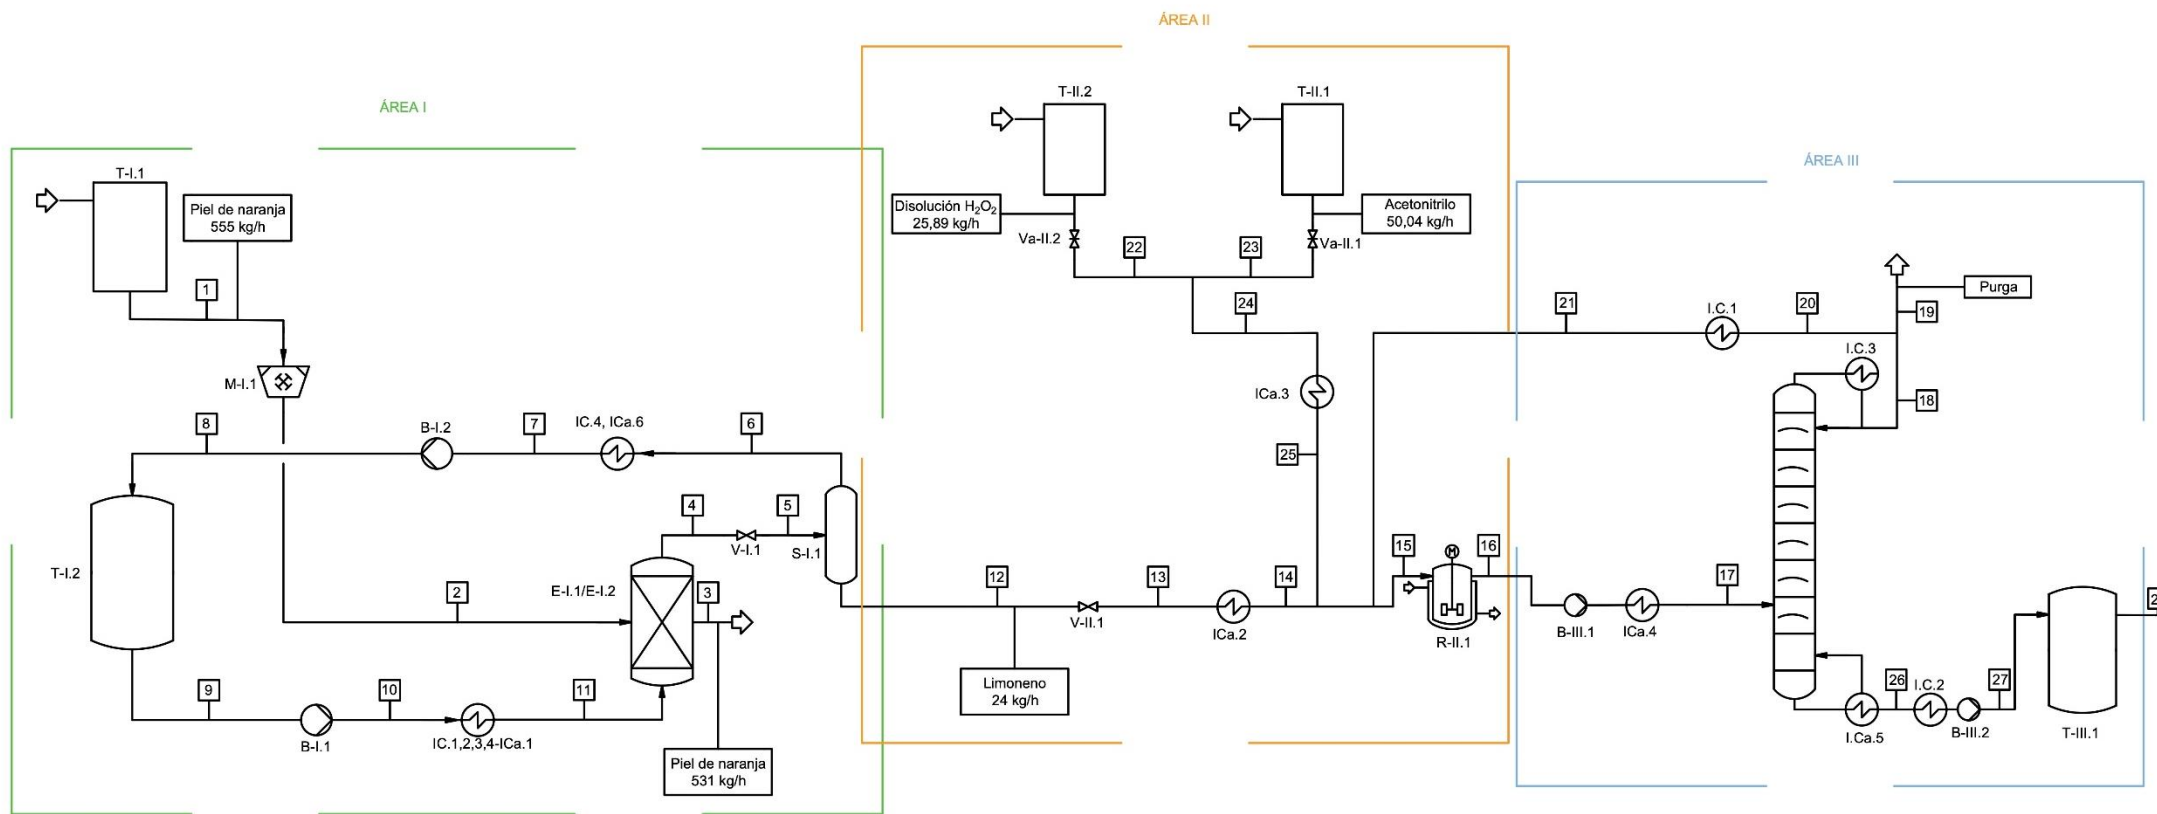 ÁREA II
ÁREA I
ÁREA III
T-II.2
T-II.1
T-I.1
Piel de naranja
555 kg/h
Disolución H₂O₂
25,89 kg/h
Acetonitrilo
50,04 kg/h
Va-II.2
Va-II.1
22
23
1
24
21
I.C.1
20
Purga
19
I.C.3
M-I.1
ICa.3
18
8
B-I.2
7
IC.4, ICa.6
6
25
4
5
V-I.1
S-I.1
T-I.2
2
E-I.1/E-I.2
3
12
13
14
15
M
16
17
V-II.1
ICa.2
R-II.1
B-III.1
ICa.4
9
10
11
B-I.1
IC.1,2,3,4-ICa.1
Limoneno
24 kg/h
26
I.C.2
27
I.Ca.5
B-III.2
T-III.1
Piel de naranja
531 kg/h